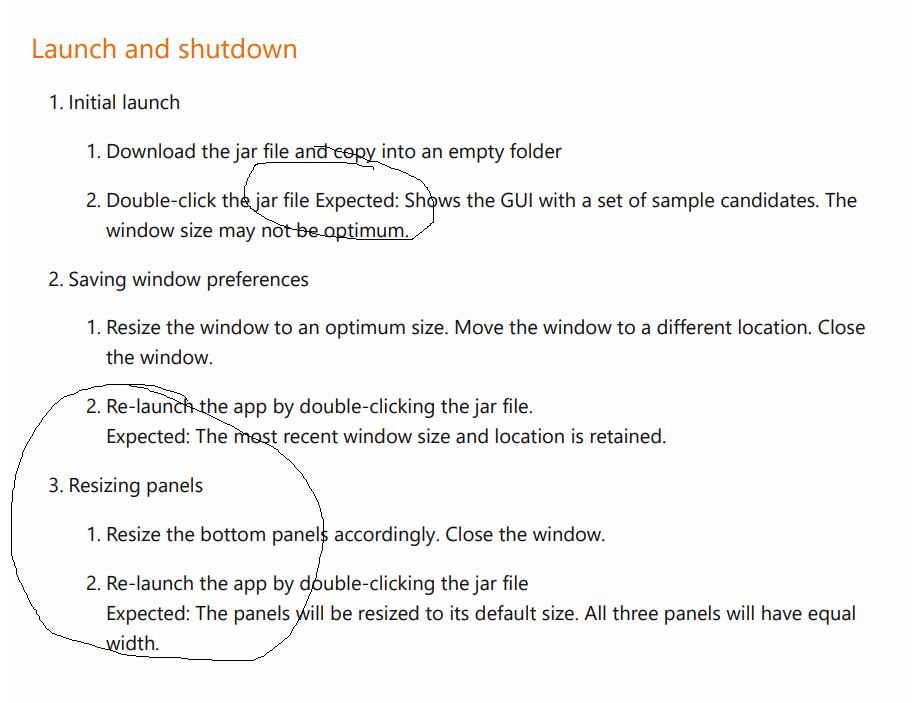 Launch and shutdown
1. Initial launch
1. Download the jar file and copy into an empty folder
2. Double-click the jar file Expected: Shows the GUI with a set of sample candidates. The
window size may not be optimum.
2. Saving window preferences
1. Resize the window to an optimum size. Move the window to a different location. Close
the window.
2. Re-launch the app by double-clicking the jar file.
Expected: The most recent window size and location is retained.
3. Resizing panels
1. Resize the bottom panels accordingly. Close the window.
2. Re-launch the app by double-clicking the jar file
Expected: The panels will be resized to its default size. All three panels will have equal
width.